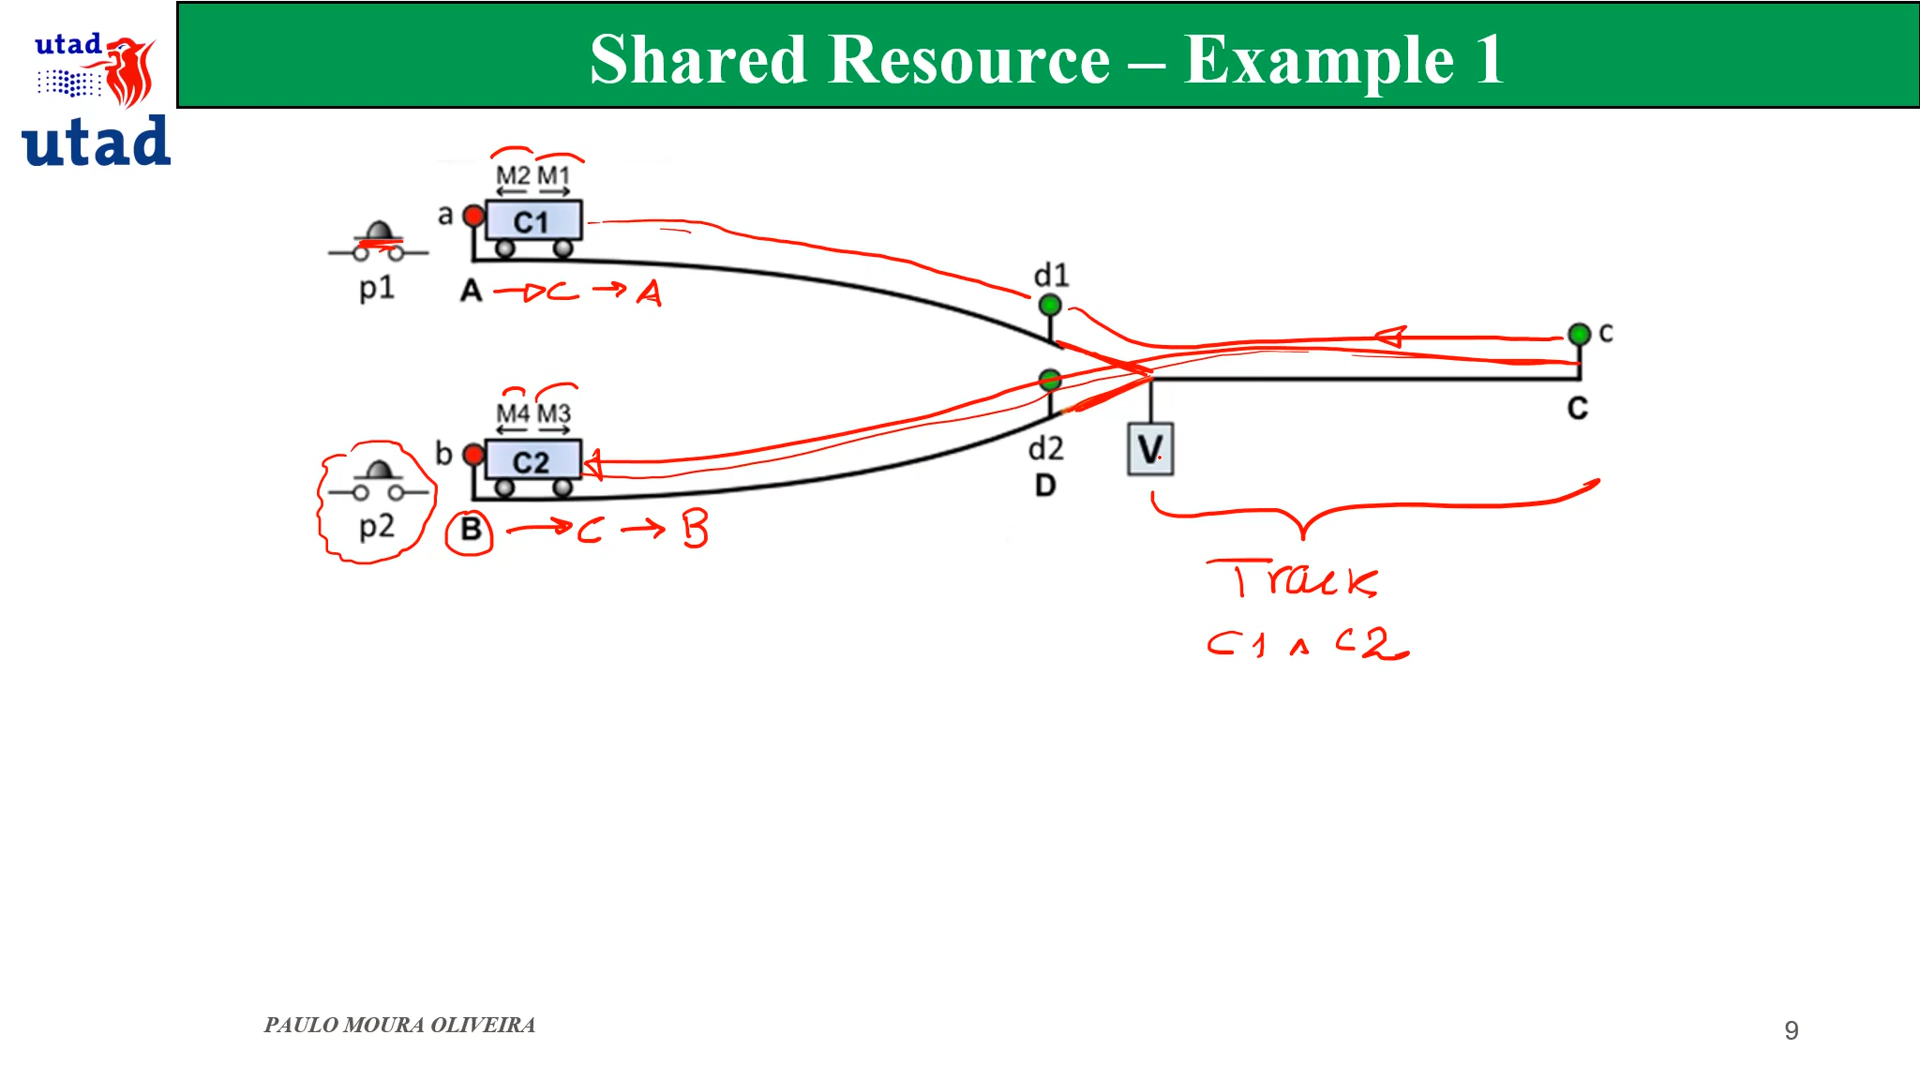 utad
utad
Shared Resource – Example 1
M2 M1
a
C1
p1
A → C → A
d1
c
C
M4 M3
b
C2
p2
B → C → B
d2
D
V
Track
C1 ∧ C2
PAULO MOURA OLIVEIRA
9